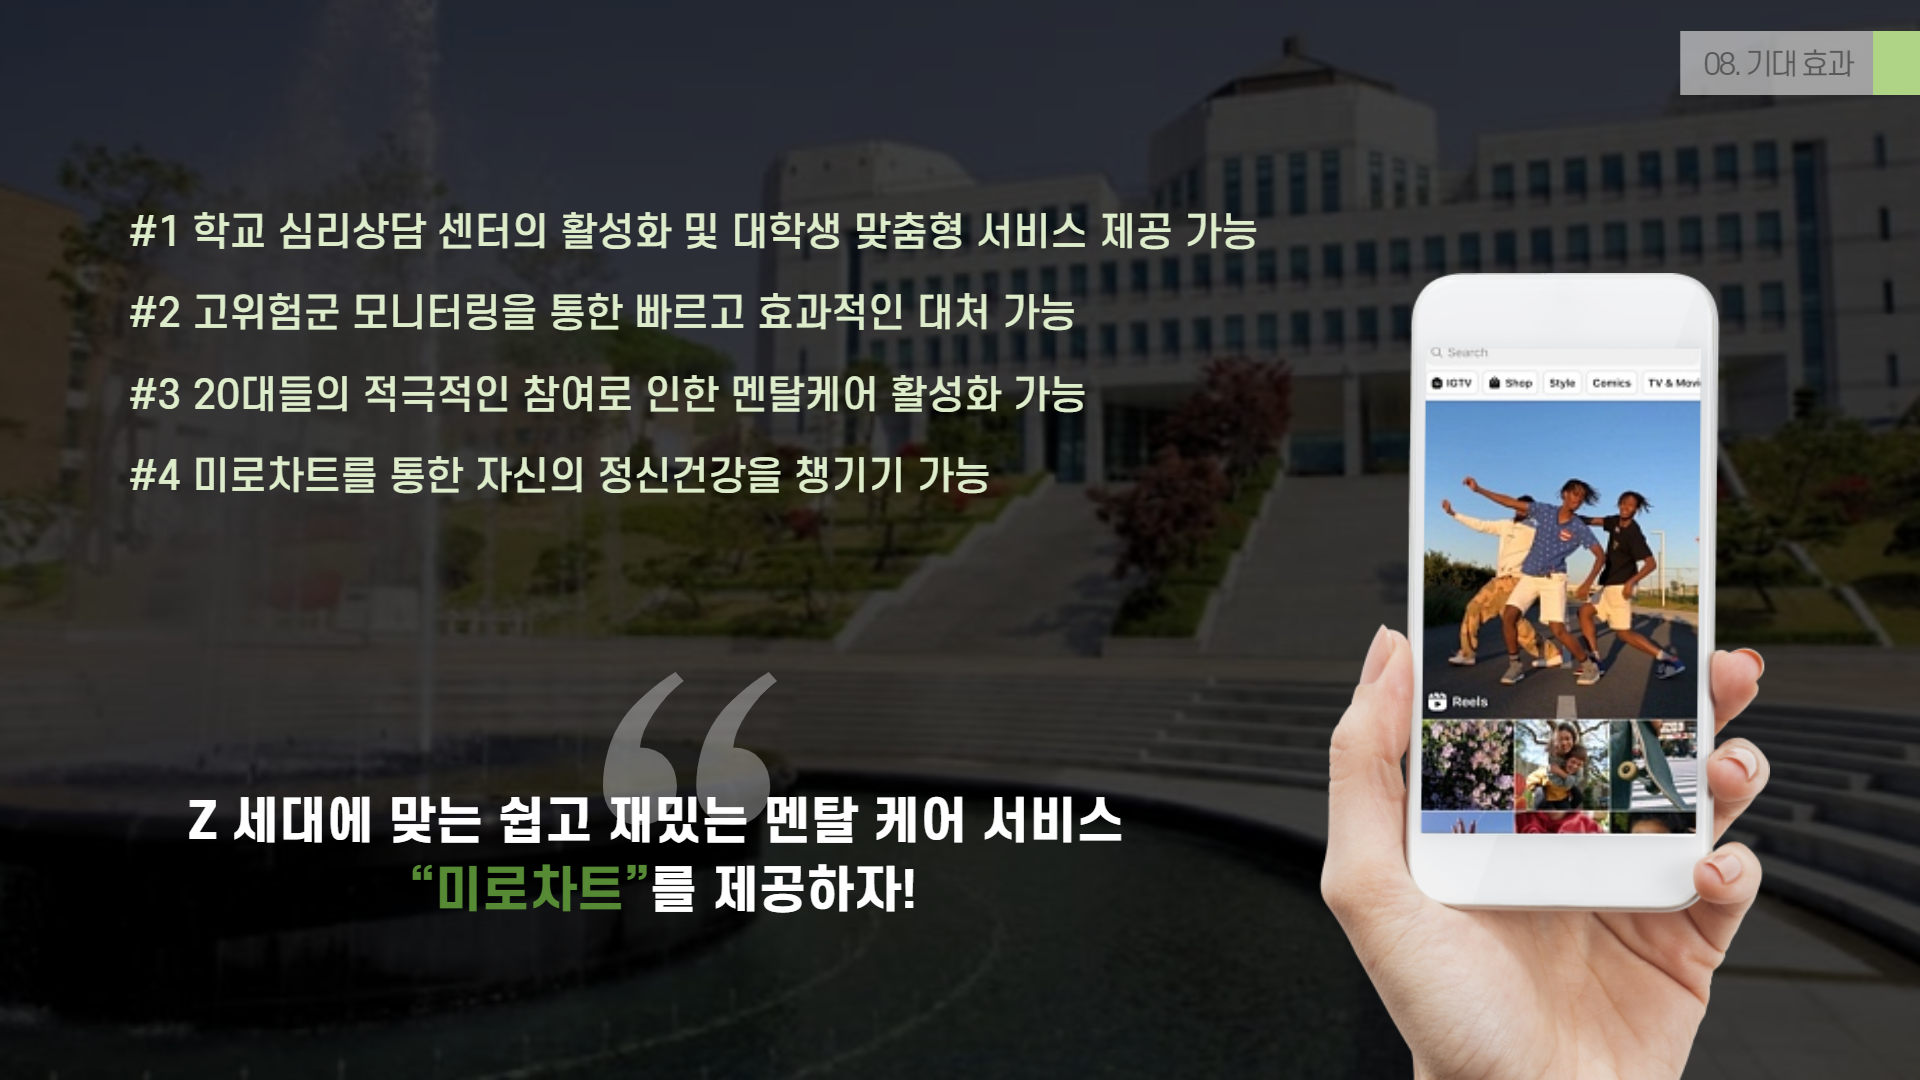 08. 기대 효과
#1 학교 심리상담 센터의 활성화 및 대학생 맞춤형 서비스 제공 가능
#2 고위험군 모니터링을 통한 빠르고 효과적인 대처 가능
#3 20대들의 적극적인 참여로 인한 멘탈케어 활성화 가능
#4 미로차트를 통한 자신의 정신건강을 챙기기 가능
“
Z 세대에 맞는 쉽고 재밌는 멘탈 케어 서비스
“미로차트”를 제공하자!
Search
IGTV Shop Style Comics TV & Movi
Reels